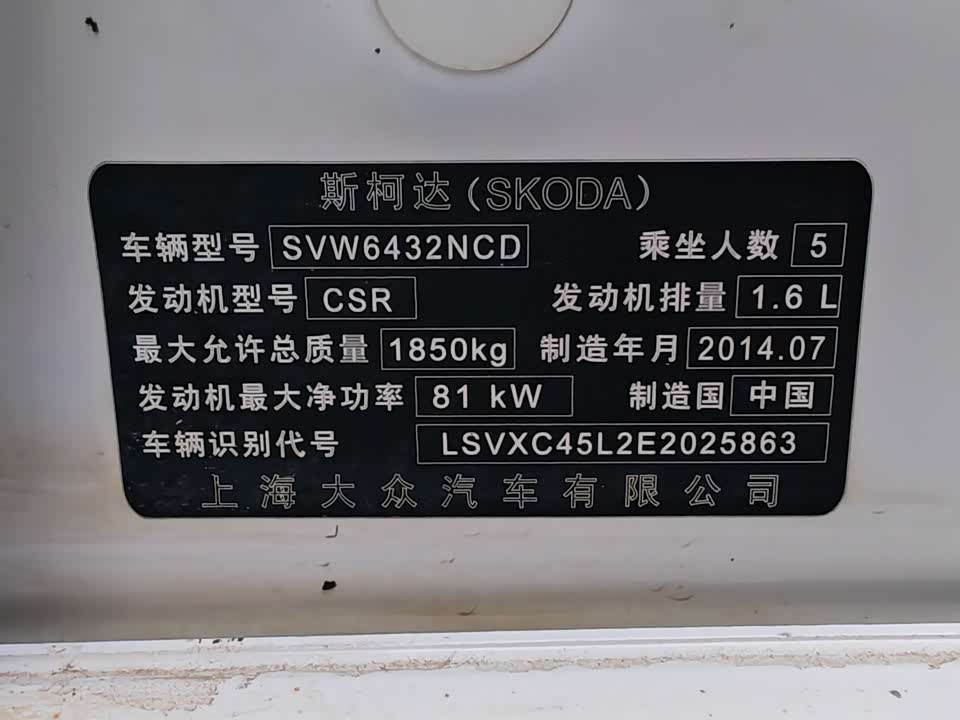 斯柯达(SKODA)
车辆型号 SVW6432NCD 乘坐人数 5
发动机型号 CSR 发动机排量 1.6 L
最大允许总质量 1850kg 制造年月 2014.07
发动机最大净功率 81 kW 制造国 中国
车辆识别代号 LSVXC45L2E2025863
上海大众汽车有限公司